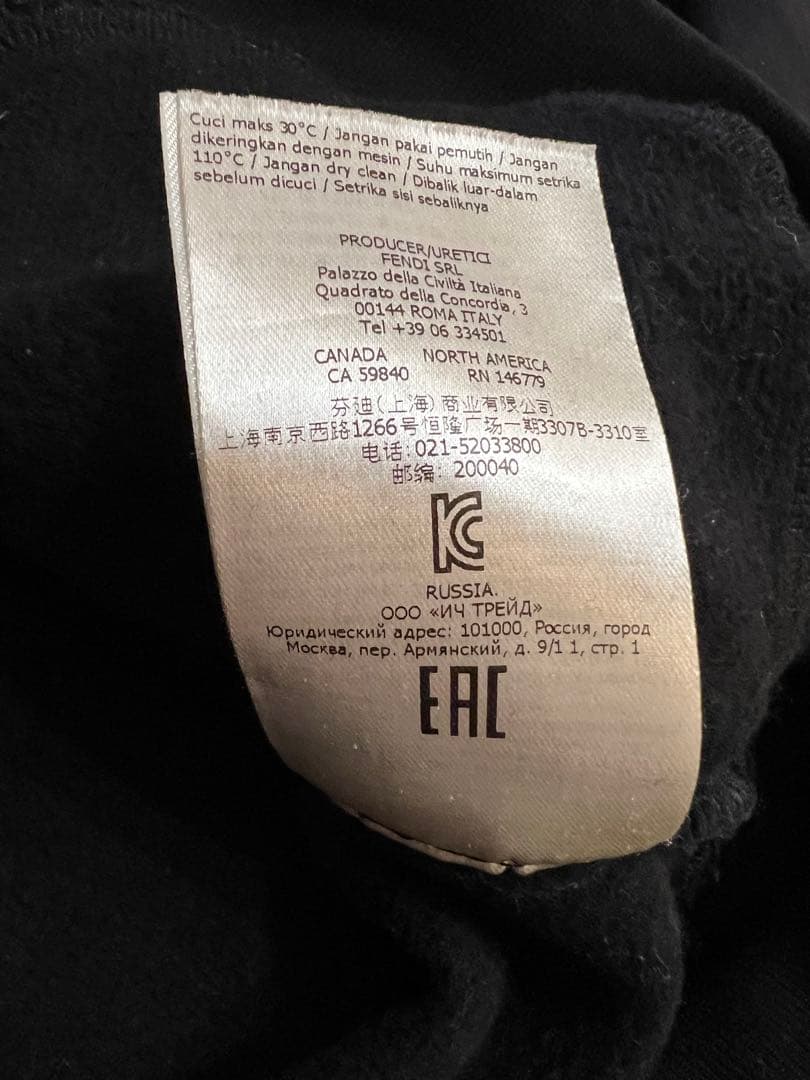 Cuci maks 30°C / Jangan pakai pemutih / Jangan
dikeringkan dengan mesin / Suhu maksimum setrika
110°C / Jangan dry clean / Dibalik luar-dalam
sebelum dicuci / Setrika sisi sebaliknya
PRODUCER/URETICI
FENDI SRL
Palazzo della Civiltà Italiana
Quadrato della Concordia, 3
00144 ROMA ITALY
Tel +39 06 334501
CANADA NORTH AMERICA
CA 59840 RN 146779
芬迪(上海)商业有限公司
上海南京西路1266号恒隆广场一期3307B-3310室
电话:021-52033800
邮编: 200040
KC
RUSSIA.
ООО «ИЧ ТРЕЙД»
Юридический адрес: 101000, Россия, город
Москва, пер. Армянский, д. 9/1 1, стр. 1
EAC